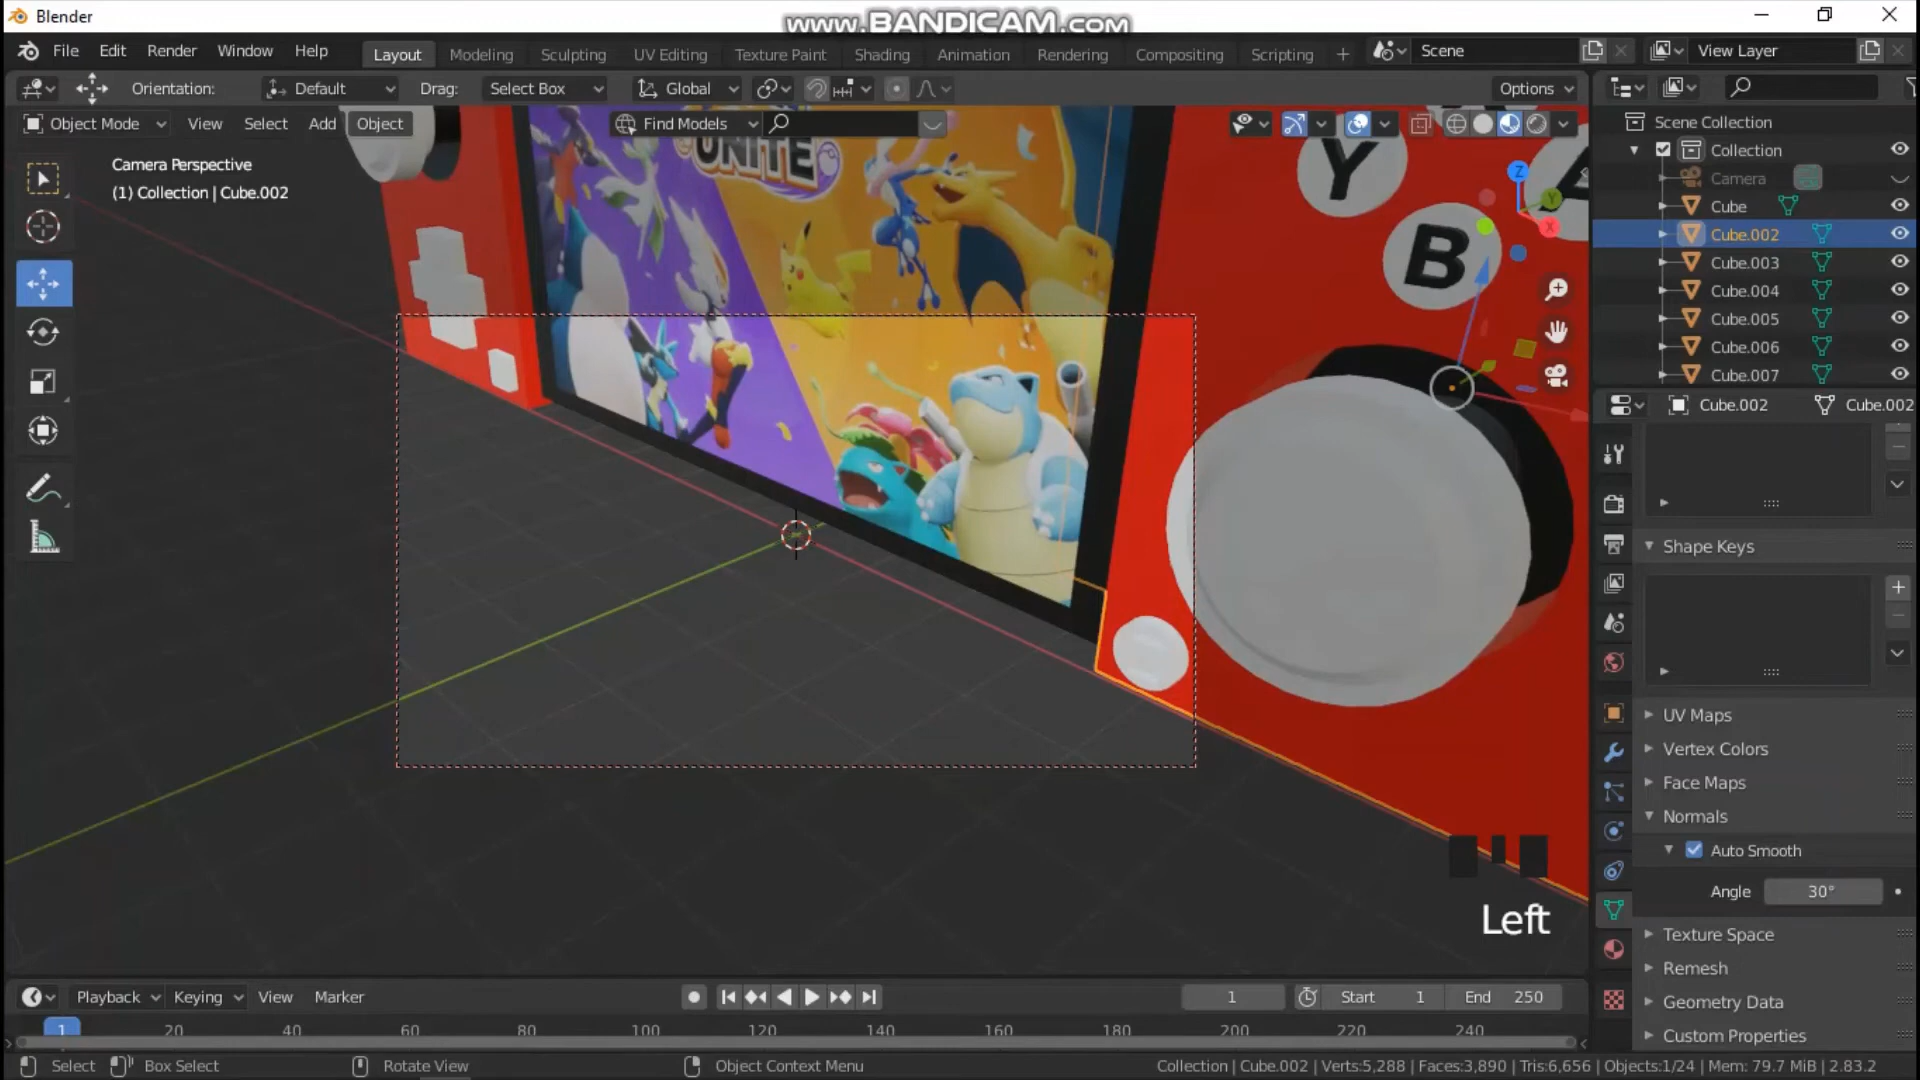 Blender
www.BANDICAM.com
File Edit Render Window Help
Layout Modeling Sculpting UV Editing Texture Paint Shading Animation Rendering Compositing Scripting +
Scene
View Layer
Orientation: Default Drag: Select Box Global Options
Object Mode View Select Add Object Find Models
Camera Perspective
(1) Collection | Cube.002
UNITE
Y
B
Z
Y
X
Scene Collection
Collection
Camera
Cube
Cube.002
Cube.003
Cube.004
Cube.005
Cube.006
Cube.007
Cube.002 Cube.002
Shape Keys
UV Maps
Vertex Colors
Face Maps
Normals
Auto Smooth
Angle 30°
Texture Space
Remesh
Geometry Data
Custom Properties
Left
Playback Keying View Marker
1 Start 1 End 250
1 20 40 60 80 100 120 140 160 180 200 220 240
Select Box Select Rotate View Object Context Menu
Collection | Cube.002 | Verts:5,288 | Faces:3,890 | Tris:6,656 | Objects:1/24 | Mem: 79.7 MiB | 2.83.2